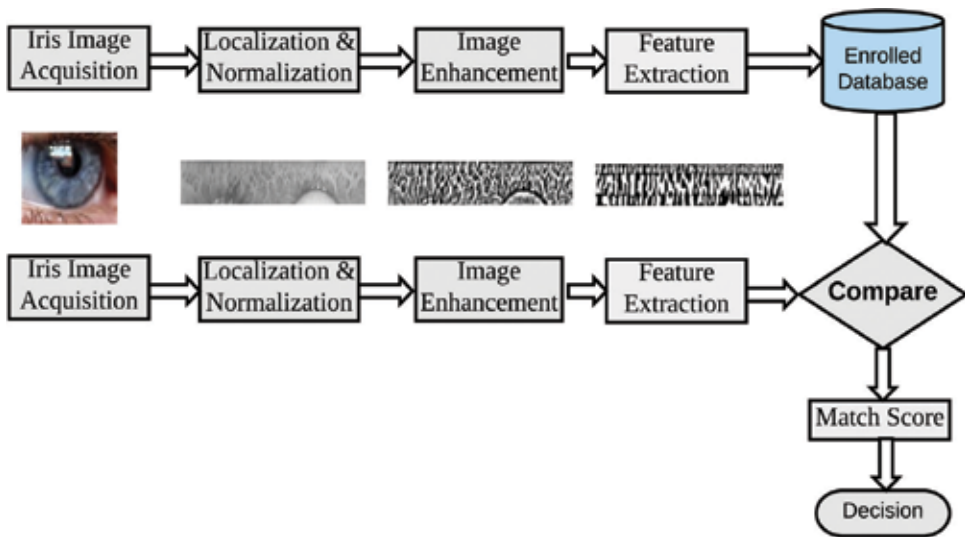 Iris Image
Acquisition
Localization &
Normalization
Image
Enhancement
Feature
Extraction
Enrolled
Database
Iris Image
Acquisition
Localization &
Normalization
Image
Enhancement
Feature
Extraction
Compare
Match Score
Decision